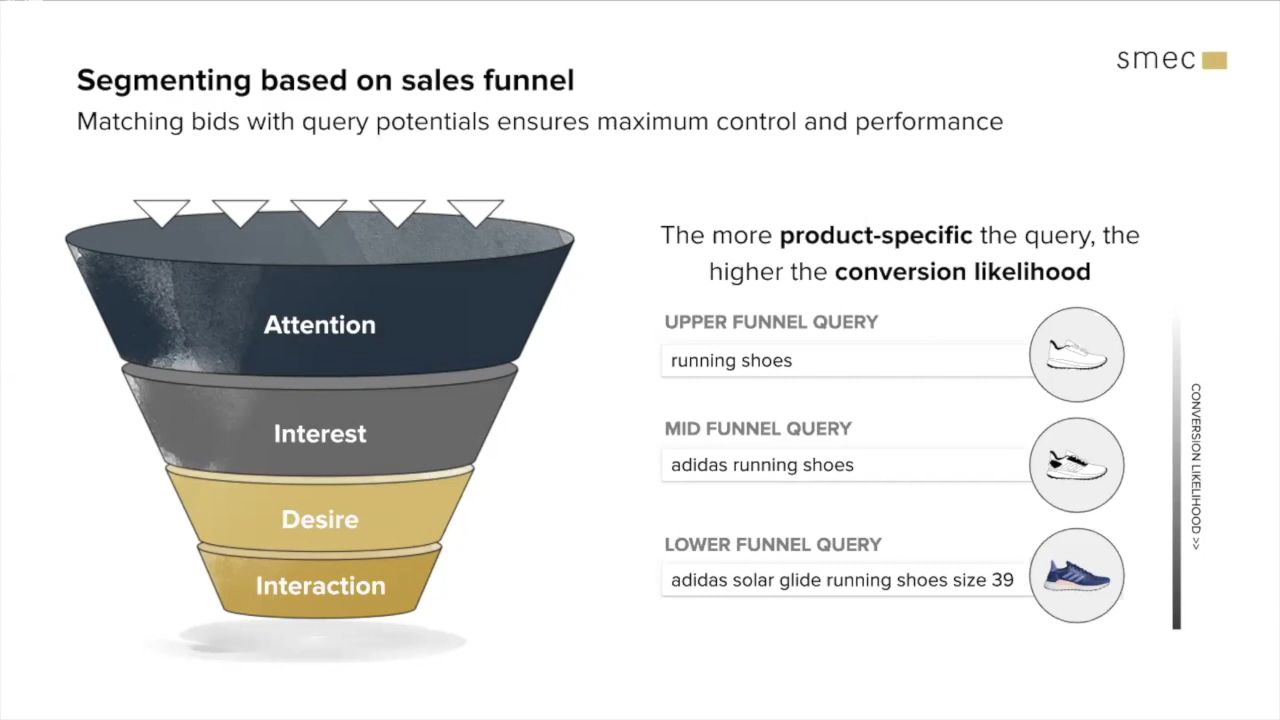 smec
Segmenting based on sales funnel
Matching bids with query potentials ensures maximum control and performance
Attention
Interest
Desire
Interaction
The more product-specific the query, the
higher the conversion likelihood
UPPER FUNNEL QUERY
running shoes
MID FUNNEL QUERY
adidas running shoes
LOWER FUNNEL QUERY
adidas solar glide running shoes size 39
CONVERSION LIKELIHOOD >>